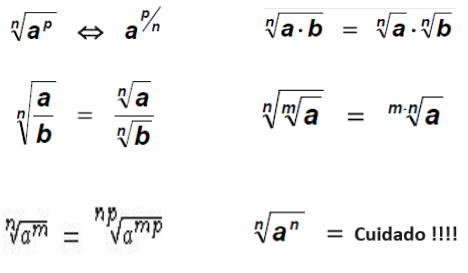 ⁿ√aᵖ ⇔ a^p/n
ⁿ√a·b = ⁿ√a·ⁿ√b
ⁿ√(a/b) = ⁿ√a / ⁿ√b
ⁿ√ᵐ√a = ᵐ·ⁿ√a
ⁿ√aᵐ = ⁿᵖ√aᵐᵖ
ⁿ√aⁿ = Cuidado !!!!